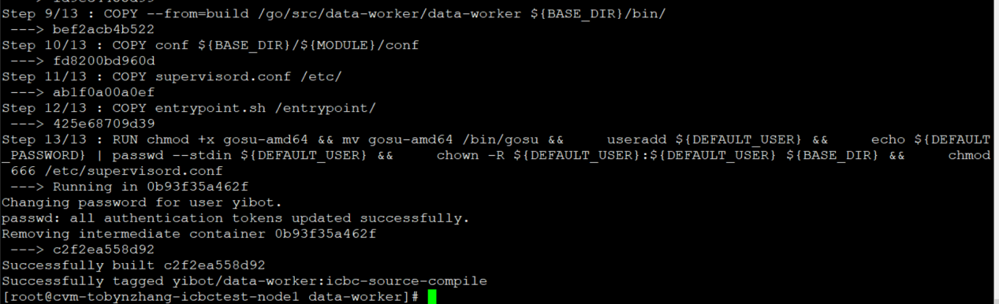 Step 9/13 : COPY --from=build /go/src/data-worker/data-worker ${BASE_DIR}/bin/
 ---> bef2acb4b522
Step 10/13 : COPY conf ${BASE_DIR}/${MODULE}/conf
 ---> fd8200bd960d
Step 11/13 : COPY supervisord.conf /etc/
 ---> ab1f0a00a0ef
Step 12/13 : COPY entrypoint.sh /entrypoint/
 ---> 425e68709d39
Step 13/13 : RUN chmod +x gosu-amd64 && mv gosu-amd64 /bin/gosu &&     useradd ${DEFAULT_USER} &&     echo ${DEFAULT
_PASSWORD} | passwd --stdin ${DEFAULT_USER} &&     chown -R ${DEFAULT_USER}:${DEFAULT_USER} ${BASE_DIR} &&     chmod
 666 /etc/supervisord.conf
 ---> Running in 0b93f35a462f
Changing password for user yibot.
passwd: all authentication tokens updated successfully.
Removing intermediate container 0b93f35a462f
 ---> c2f2ea558d92
Successfully built c2f2ea558d92
Successfully tagged yibot/data-worker:icbc-source-compile
[root@cvm-tobynzhang-icbctest-node1 data-worker]#